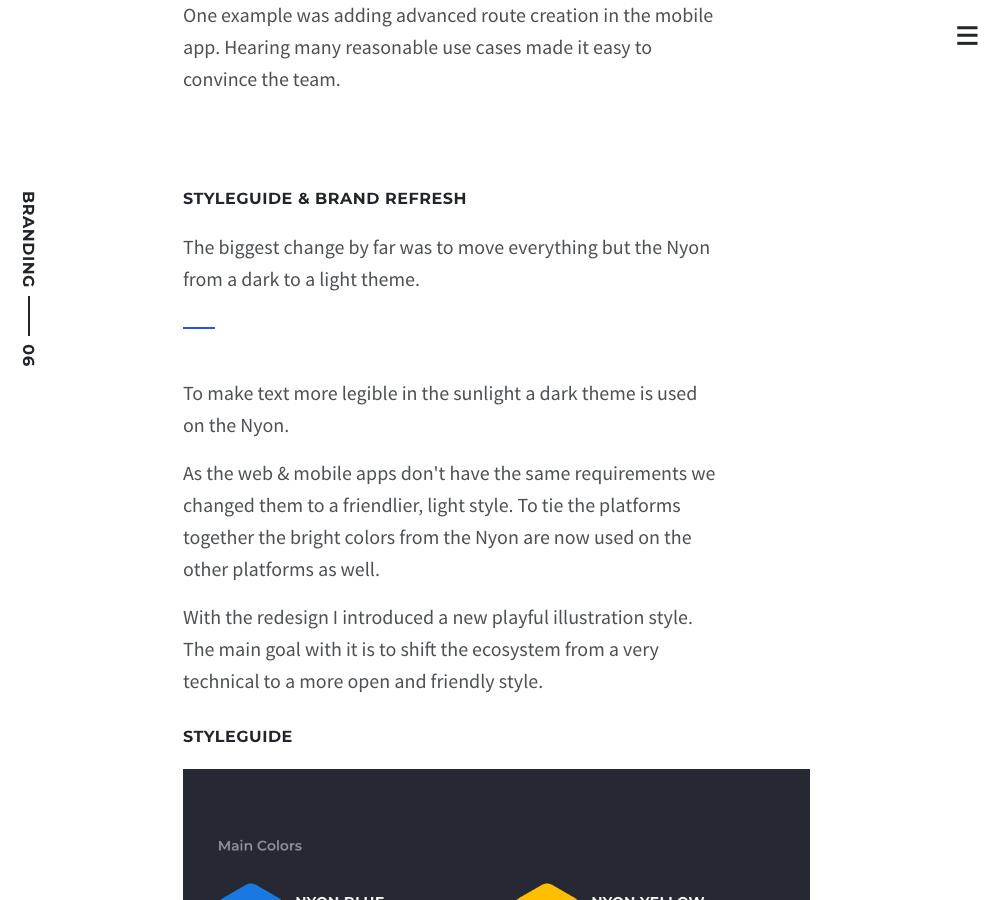 One example was adding advanced route creation in the mobile
app. Hearing many reasonable use cases made it easy to
convince the team.
BRANDING
06
STYLEGUIDE & BRAND REFRESH
The biggest change by far was to move everything but the Nyon
from a dark to a light theme.
To make text more legible in the sunlight a dark theme is used
on the Nyon.
As the web & mobile apps don't have the same requirements we
changed them to a friendlier, light style. To tie the platforms
together the bright colors from the Nyon are now used on the
other platforms as well.
With the redesign I introduced a new playful illustration style.
The main goal with it is to shift the ecosystem from a very
technical to a more open and friendly style.
STYLEGUIDE
Main Colors
NYON BLUE
NYON YELLOW